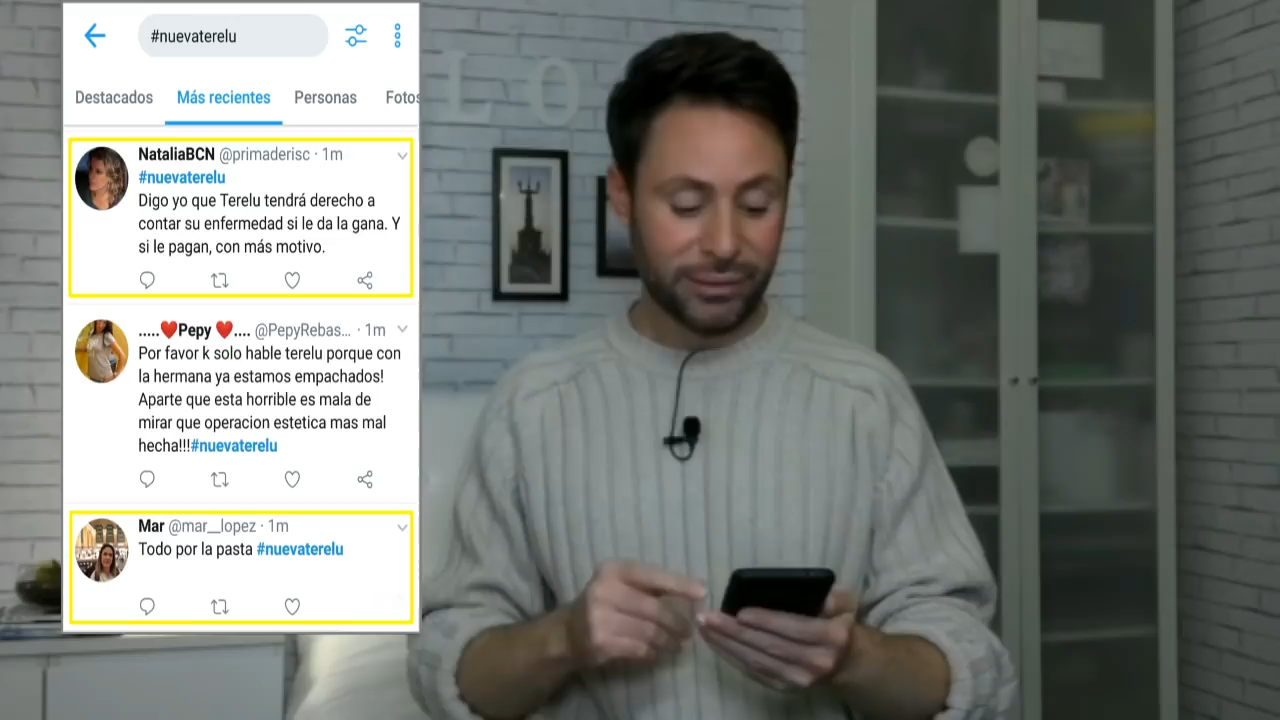 #nuevaterelu
Destacados Más recientes Personas Fotos
NataliaBCN @primaderisc · 1m
#nuevaterelu
Digo yo que Terelu tendrá derecho a
contar su enfermedad si le da la gana. Y
si le pagan, con más motivo.
.....❤️Pepy ❤️.... @PepyRebas... · 1m
Por favor k solo hable terelu porque con
la hermana ya estamos empachados!
Aparte que esta horrible es mala de
mirar que operacion estetica mas mal
hecha!!!#nuevaterelu
Mar @mar__lopez · 1m
Todo por la pasta #nuevaterelu
L O